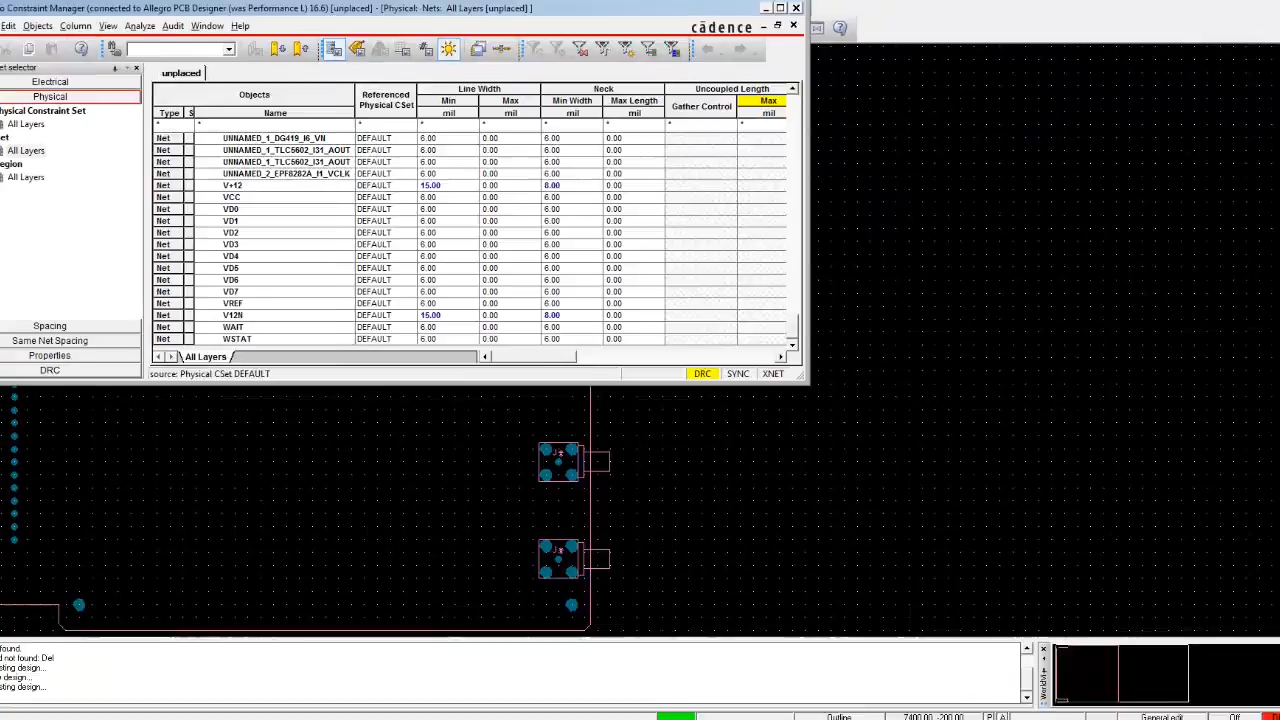 o Constraint Manager (connected to Allegro PCB Designer (was Performance L) 16.6) [unplaced] - [Physical: Nets: All Layers [unplaced] ]
Edit Objects Column View Analyze Audit Window Help
cādence
et selector
Electrical
Physical
hysical Constraint Set
All Layers
et
All Layers
egion
All Layers
Spacing
Same Net Spacing
Properties
DRC
unplaced
Objects Referenced Physical CSet Line Width Neck Uncoupled Length
Min Max Min Width Max Length Gather Control Max
Type S Name mil mil mil mil mil
* * * * * * * *
Net UNNAMED_1_DG419_I6_VN DEFAULT 6.00 0.00 6.00 0.00
Net UNNAMED_1_TLC5602_I31_AOUT DEFAULT 6.00 0.00 6.00 0.00
Net UNNAMED_1_TLC5602_I31_AOUT DEFAULT 6.00 0.00 6.00 0.00
Net UNNAMED_2_EPF8282A_I1_VCLK DEFAULT 6.00 0.00 6.00 0.00
Net V+12 DEFAULT 15.00 0.00 8.00 0.00
Net VCC DEFAULT 6.00 0.00 6.00 0.00
Net VD0 DEFAULT 6.00 0.00 6.00 0.00
Net VD1 DEFAULT 6.00 0.00 6.00 0.00
Net VD2 DEFAULT 6.00 0.00 6.00 0.00
Net VD3 DEFAULT 6.00 0.00 6.00 0.00
Net VD4 DEFAULT 6.00 0.00 6.00 0.00
Net VD5 DEFAULT 6.00 0.00 6.00 0.00
Net VD6 DEFAULT 6.00 0.00 6.00 0.00
Net VD7 DEFAULT 6.00 0.00 6.00 0.00
Net VREF DEFAULT 6.00 0.00 6.00 0.00
Net V12N DEFAULT 15.00 0.00 8.00 0.00
Net WAIT DEFAULT 6.00 0.00 6.00 0.00
Net WSTAT DEFAULT 6.00 0.00 6.00 0.00
All Layers
source: Physical CSet DEFAULT
DRC SYNC XNET
found.
d not found: Del
sting design...
design...
sting design...
WorldVi
Outline 7400.00, -200.00 P A General edit Off